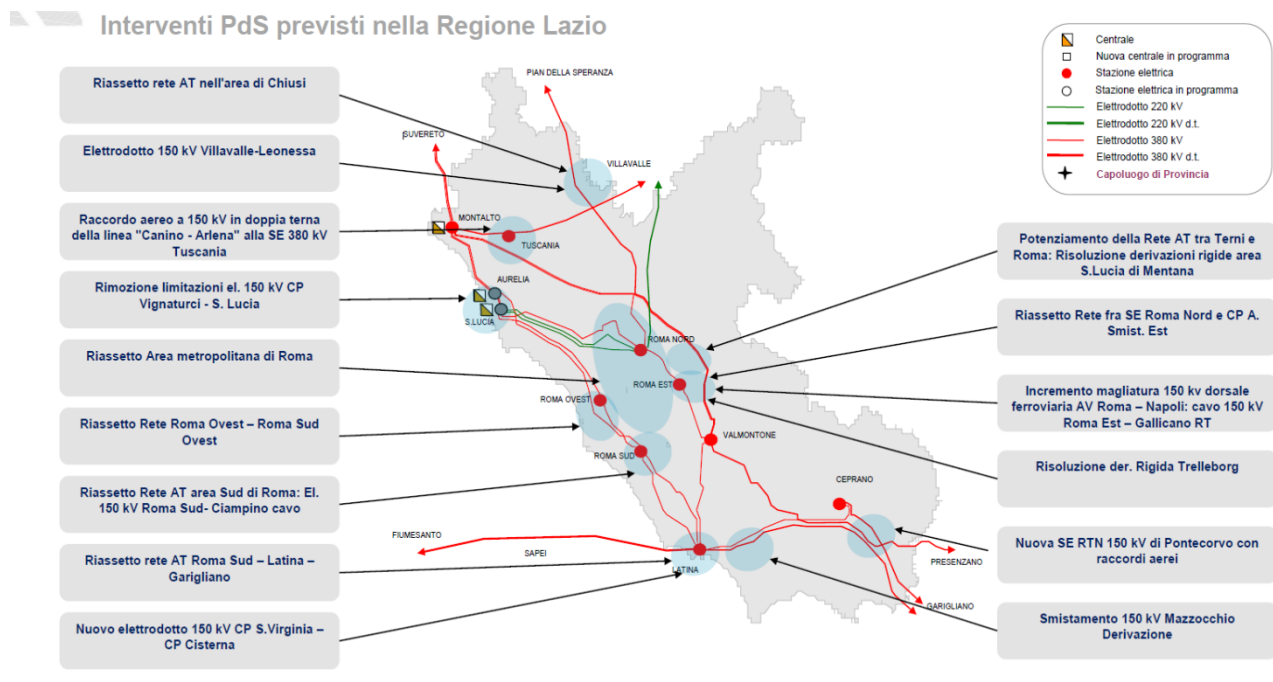 Interventi PdS previsti nella Regione Lazio
Centrale
Nuova centrale in programma
Stazione elettrica
Stazione elettrica in programma
Elettrodotto 220 kV
Elettrodotto 220 kV d.t.
Elettrodotto 380 kV
Elettrodotto 380 kV d.t.
Capoluogo di Provincia
Riassetto rete AT nell'area di Chiusi
Elettrodotto 150 kV Villavalle-Leonessa
Raccordo aereo a 150 kV in doppia terna
della linea "Canino - Arlena" alla SE 380 kV
Tuscania
Rimozione limitazioni el. 150 kV CP
Vignaturci - S. Lucia
Riassetto Area metropolitana di Roma
Riassetto Rete Roma Ovest – Roma Sud
Ovest
Riassetto Rete AT area Sud di Roma: El.
150 kV Roma Sud- Ciampino cavo
Riassetto rete AT Roma Sud – Latina –
Garigliano
Nuovo elettrodotto 150 kV CP S.Virginia –
CP Cisterna
PIAN DELLA SPERANZA
SUVERETO
VILLAVALLE
MONTALTO
TUSCANIA
AURELIA
S.LUCIA
ROMA NORD
ROMA EST
ROMA OVEST
VALMONTONE
ROMA SUD
CEPRANO
FIUMESANTO
SAPEI
LATINA
PRESENZANO
GARIGLIANO
Potenziamento della Rete AT tra Terni e
Roma: Risoluzione derivazioni rigide area
S.Lucia di Mentana
Riassetto Rete fra SE Roma Nord e CP A.
Smist. Est
Incremento magliatura 150 kv dorsale
ferroviaria AV Roma – Napoli: cavo 150 kV
Roma Est – Gallicano RT
Risoluzione der. Rigida Trelleborg
Nuova SE RTN 150 kV di Pontecorvo con
raccordi aerei
Smistamento 150 kV Mazzocchio
Derivazione